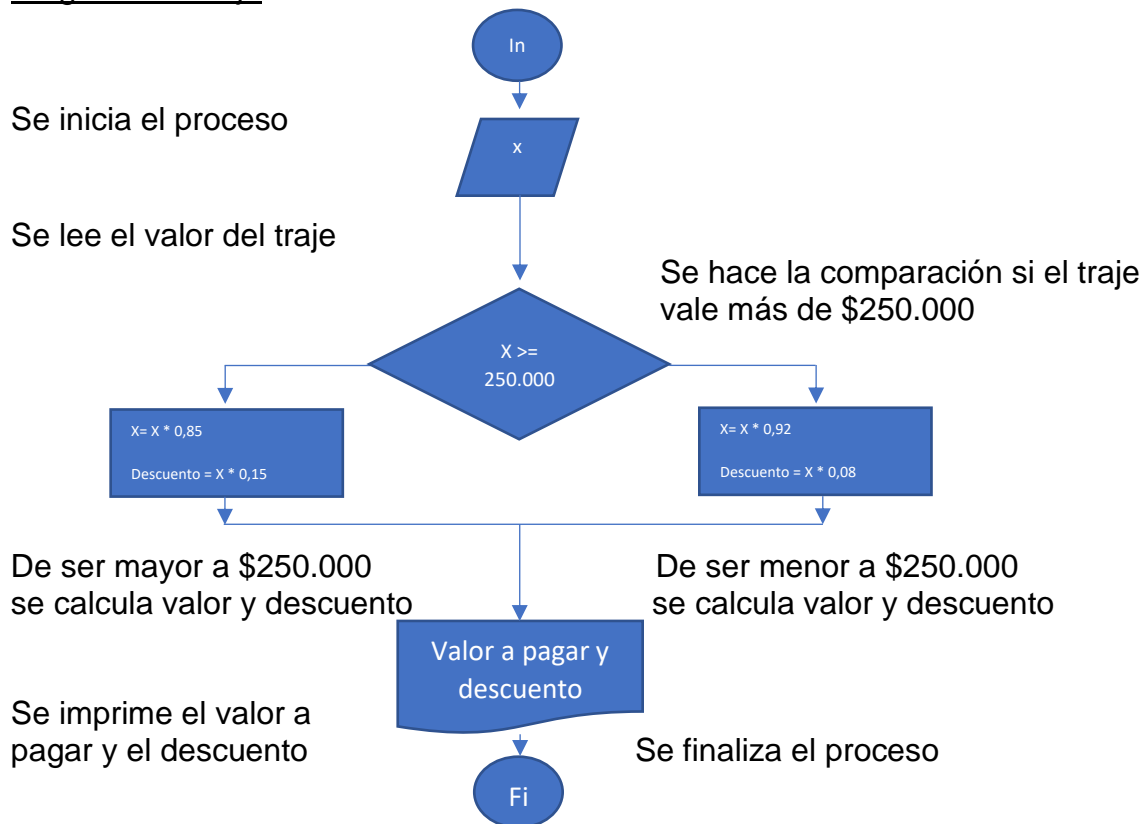 In
Se inicia el proceso
x
Se lee el valor del traje
Se hace la comparación si el traje
vale más de $250.000
X >=
250.000
X= X * 0,85
Descuento = X * 0,15
X= X * 0,92
Descuento = X * 0,08
De ser mayor a $250.000
se calcula valor y descuento
De ser menor a $250.000
se calcula valor y descuento
Valor a pagar y
descuento
Se imprime el valor a
pagar y el descuento
Se finaliza el proceso
Fi